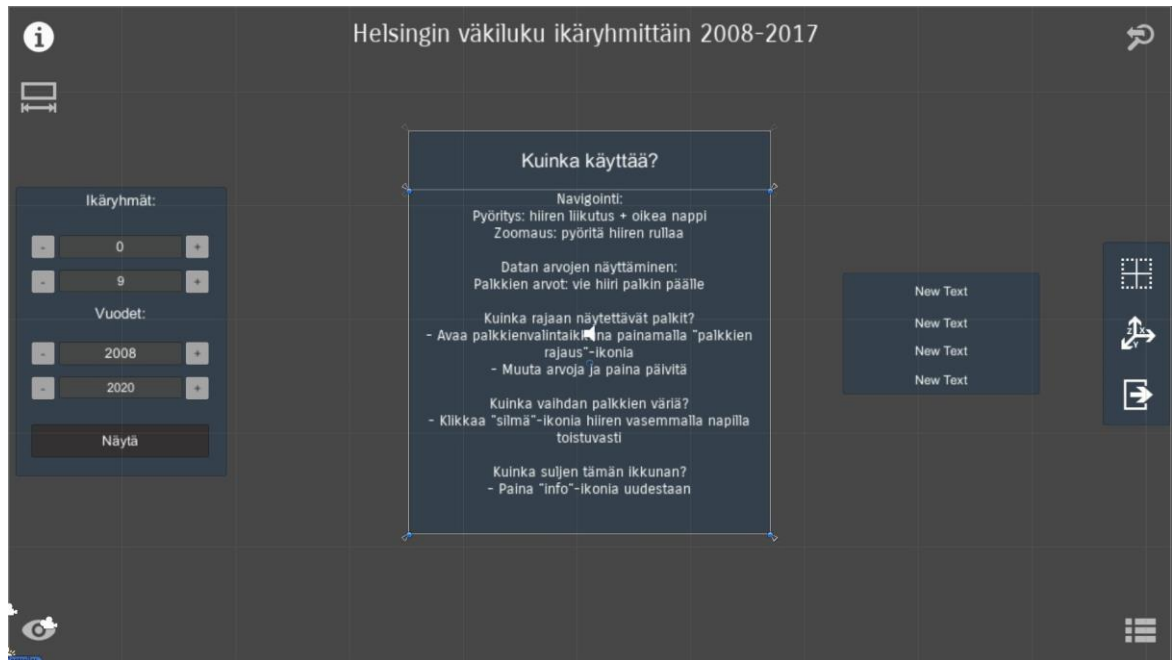 Helsingin väkiluku ikäryhmittäin 2008-2017
Ikäryhmät:
- 0 +
- 9 +
Vuodet:
- 2008 +
- 2020 +
Näytä
Kuinka käyttää?
Navigointi:
Pyöritys: hiiren liikutus + oikea nappi
Zoomaus: pyöritä hiiren rullaa
Datan arvojen näyttäminen:
Palkkien arvot: vie hiiri palkin päälle
Kuinka rajaan näytettävät palkit?
- Avaa painamalla "palkkien
rajaus"-ikonia
- Muuta arvoja ja paina päivitä
Kuinka vaihdan palkkien väriä?
- Klikkaa "silmä"-ikonia hiiren vasemmalla napilla
toistuvasti
Kuinka suljen tämän ikkunan?
- Paina "info"-ikonia uudestaan
New Text
New Text
New Text
New Text
Z X
Y